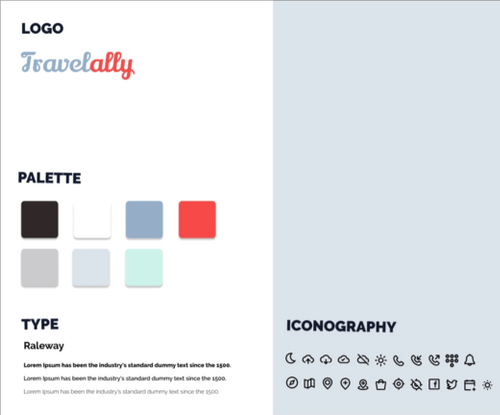 LOGO
Travelally
PALETTE
TYPE
Raleway
Lorem Ipsum has been the industry's standard dummy text since the 1500.
Lorem Ipsum has been the industry's standard dummy text since the 1500.
Lorem Ipsum has been the industry's standard dummy text since the 1500.
ICONOGRAPHY